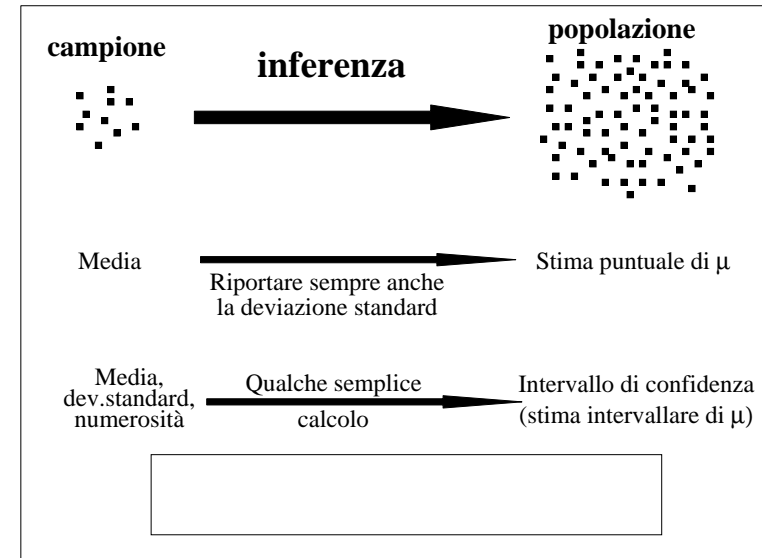 campione
inferenza
popolazione
Media
Riportare sempre anche
la deviazione standard
Stima puntuale di μ
Media,
dev.standard,
numerosità
Qualche semplice
calcolo
Intervallo di confidenza
(stima intervallare di μ)